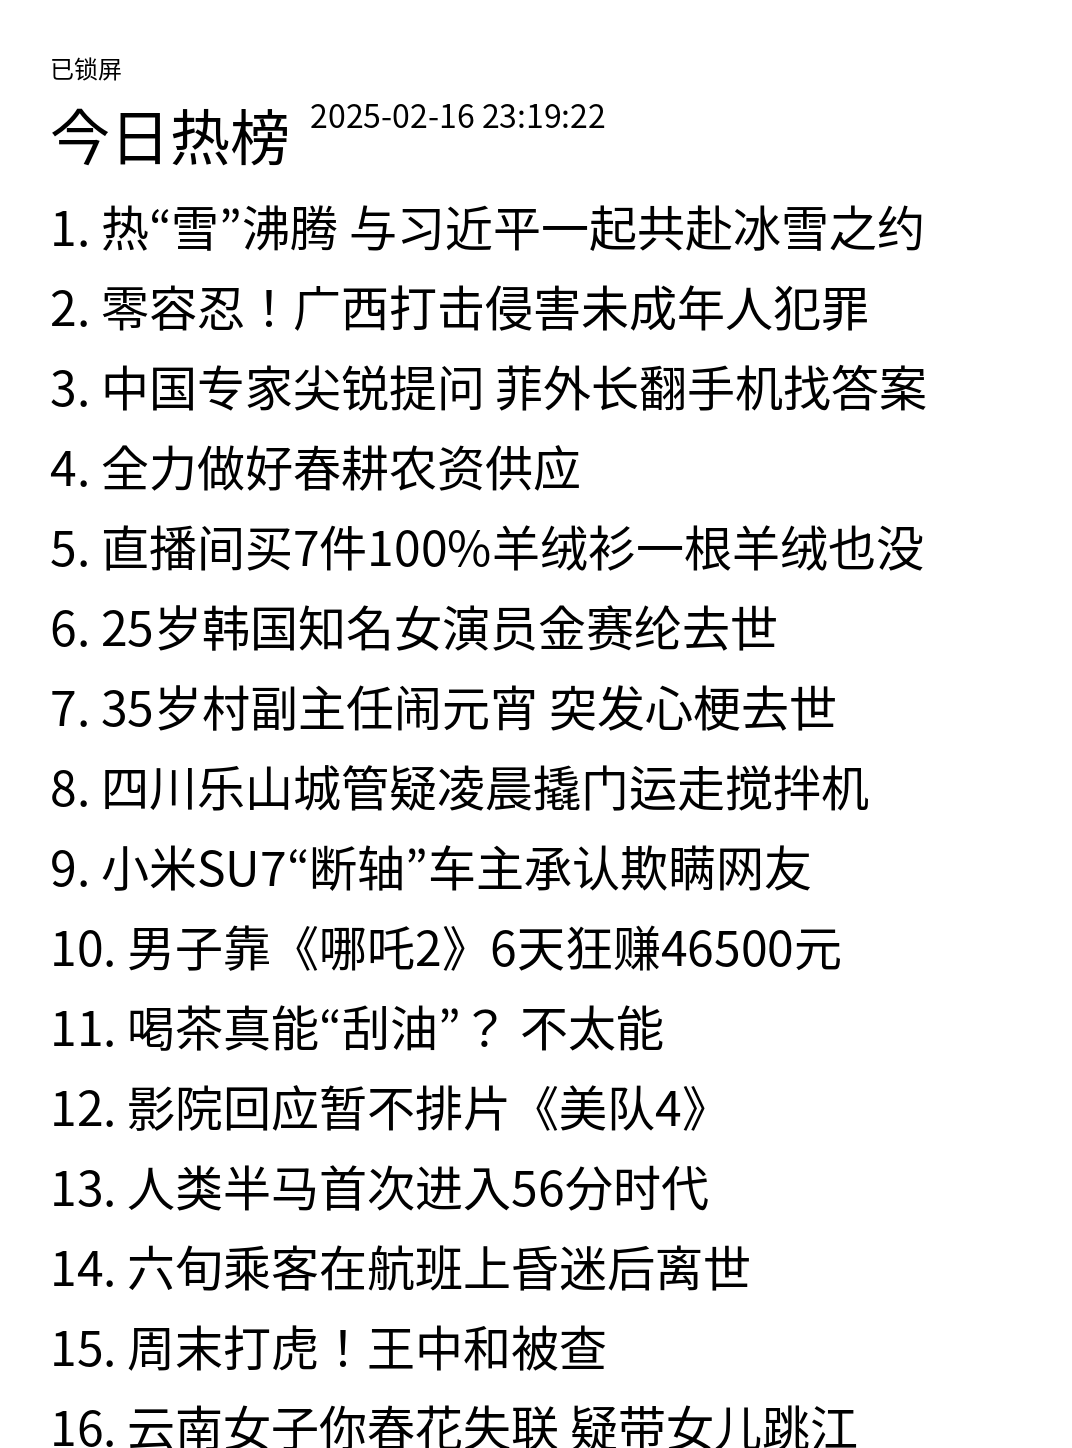 已锁屏
今日热榜 2025-02-16 23:19:22
1. 热“雪”沸腾 与习近平一起共赴冰雪之约
2. 零容忍！广西打击侵害未成年人犯罪
3. 中国专家尖锐提问 菲外长翻手机找答案
4. 全力做好春耕农资供应
5. 直播间买7件100%羊绒衫一根羊绒也没
6. 25岁韩国知名女演员金赛纶去世
7. 35岁村副主任闹元宵 突发心梗去世
8. 四川乐山城管疑凌晨撬门运走搅拌机
9. 小米SU7“断轴”车主承认欺瞒网友
10. 男子靠《哪吒2》6天狂赚46500元
11. 喝茶真能“刮油”？ 不太能
12. 影院回应暂不排片《美队4》
13. 人类半马首次进入56分时代
14. 六旬乘客在航班上昏迷后离世
15. 周末打虎！王中和被查
16. 云南女子你春花失联 疑带女儿跳江